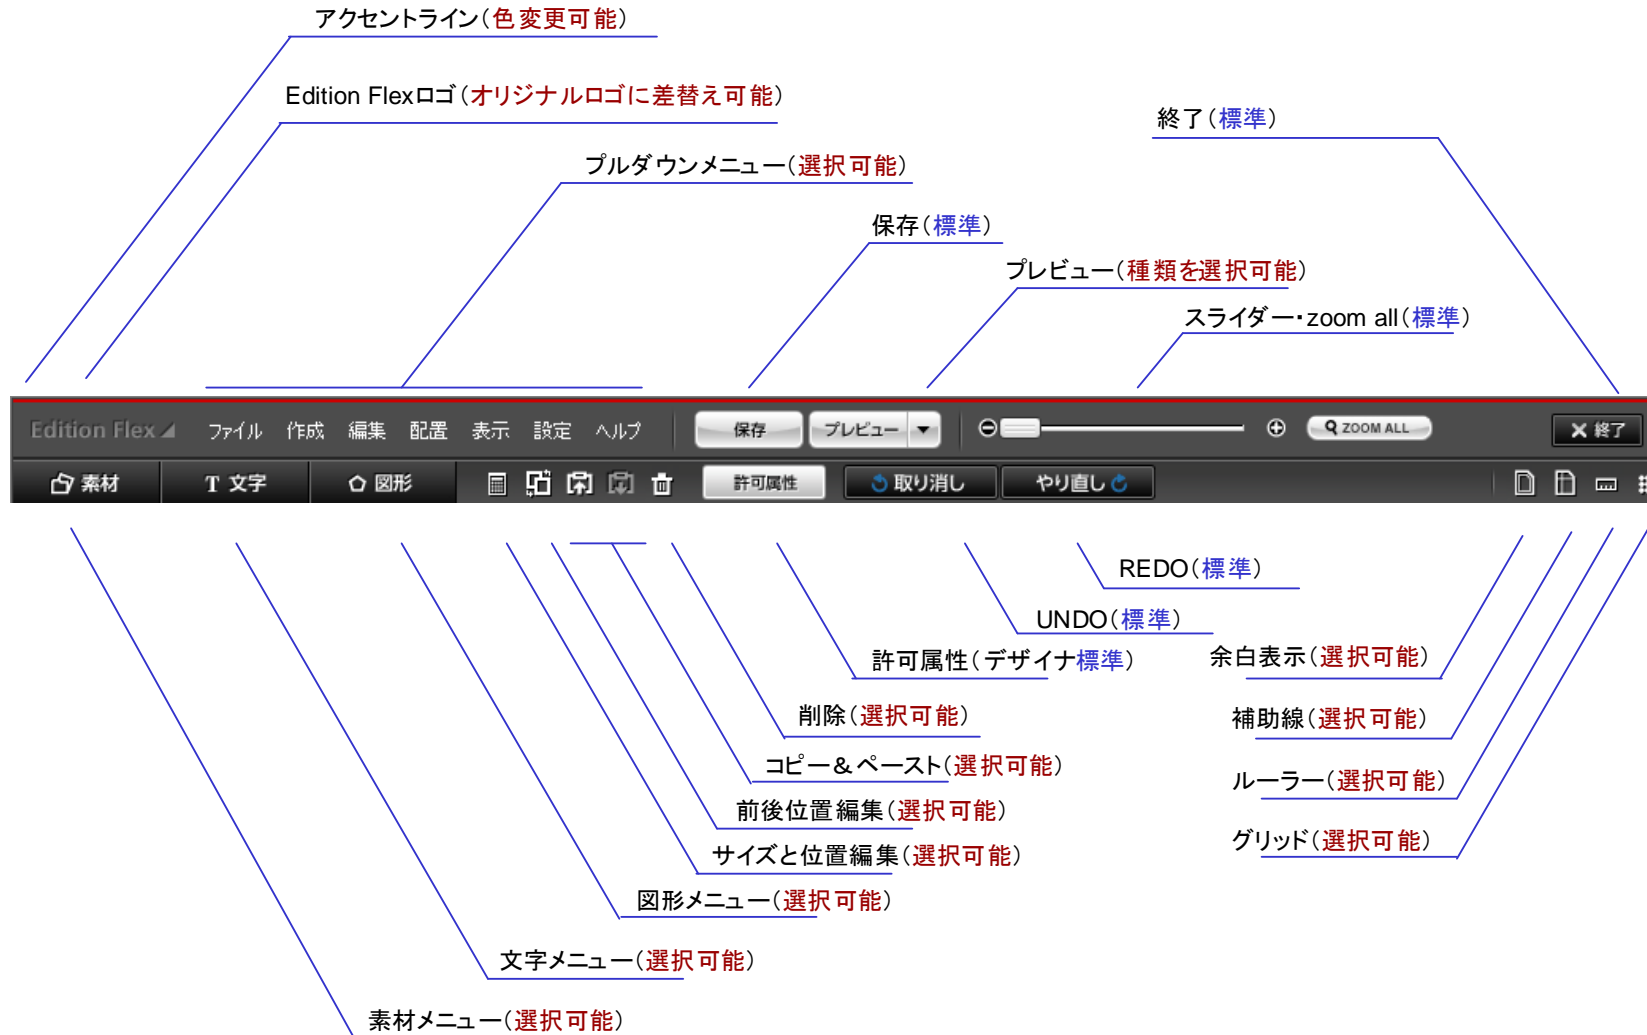 アクセントライン(色変更可能)
Edition Flexロゴ(オリジナルロゴに差替え可能)
終了(標準)
プルダウンメニュー(選択可能)
保存(標準)
プレビュー(種類を選択可能)
スライダー・zoom all(標準)
Edition Flex ファイル 作成 編集 配置 表示 設定 ヘルプ 保存 プレビュー ZOOM ALL 終了
素材 T 文字 図形 許可属性 取り消し やり直し
REDO(標準)
UNDO(標準)
許可属性(デザイナ標準)
余白表示(選択可能)
削除(選択可能)
補助線(選択可能)
コピー&ペースト(選択可能)
ルーラー(選択可能)
前後位置編集(選択可能)
グリッド(選択可能)
サイズと位置編集(選択可能)
図形メニュー(選択可能)
文字メニュー(選択可能)
素材メニュー(選択可能)